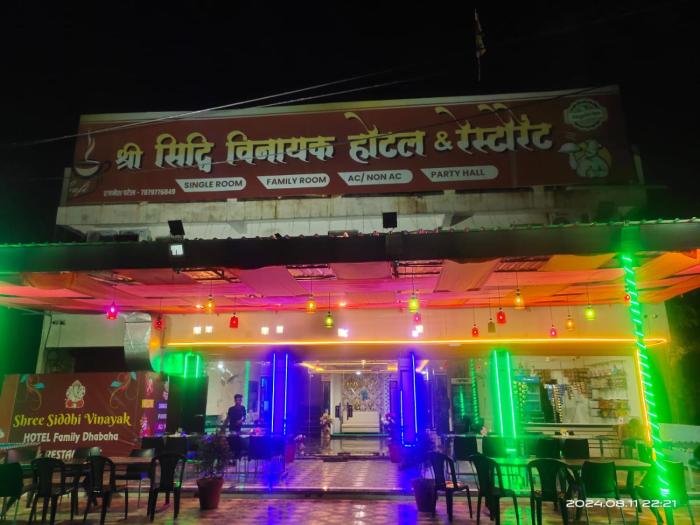 श्री सिद्धि विनायक हॉटल & रेस्टोरेंट
SINGLE ROOM
FAMILY ROOM
AC/ NON AC
PARTY HALL
Shree Siddhi Vinayak
HOTEL Family Dhabaha
2024.08.11 22:21